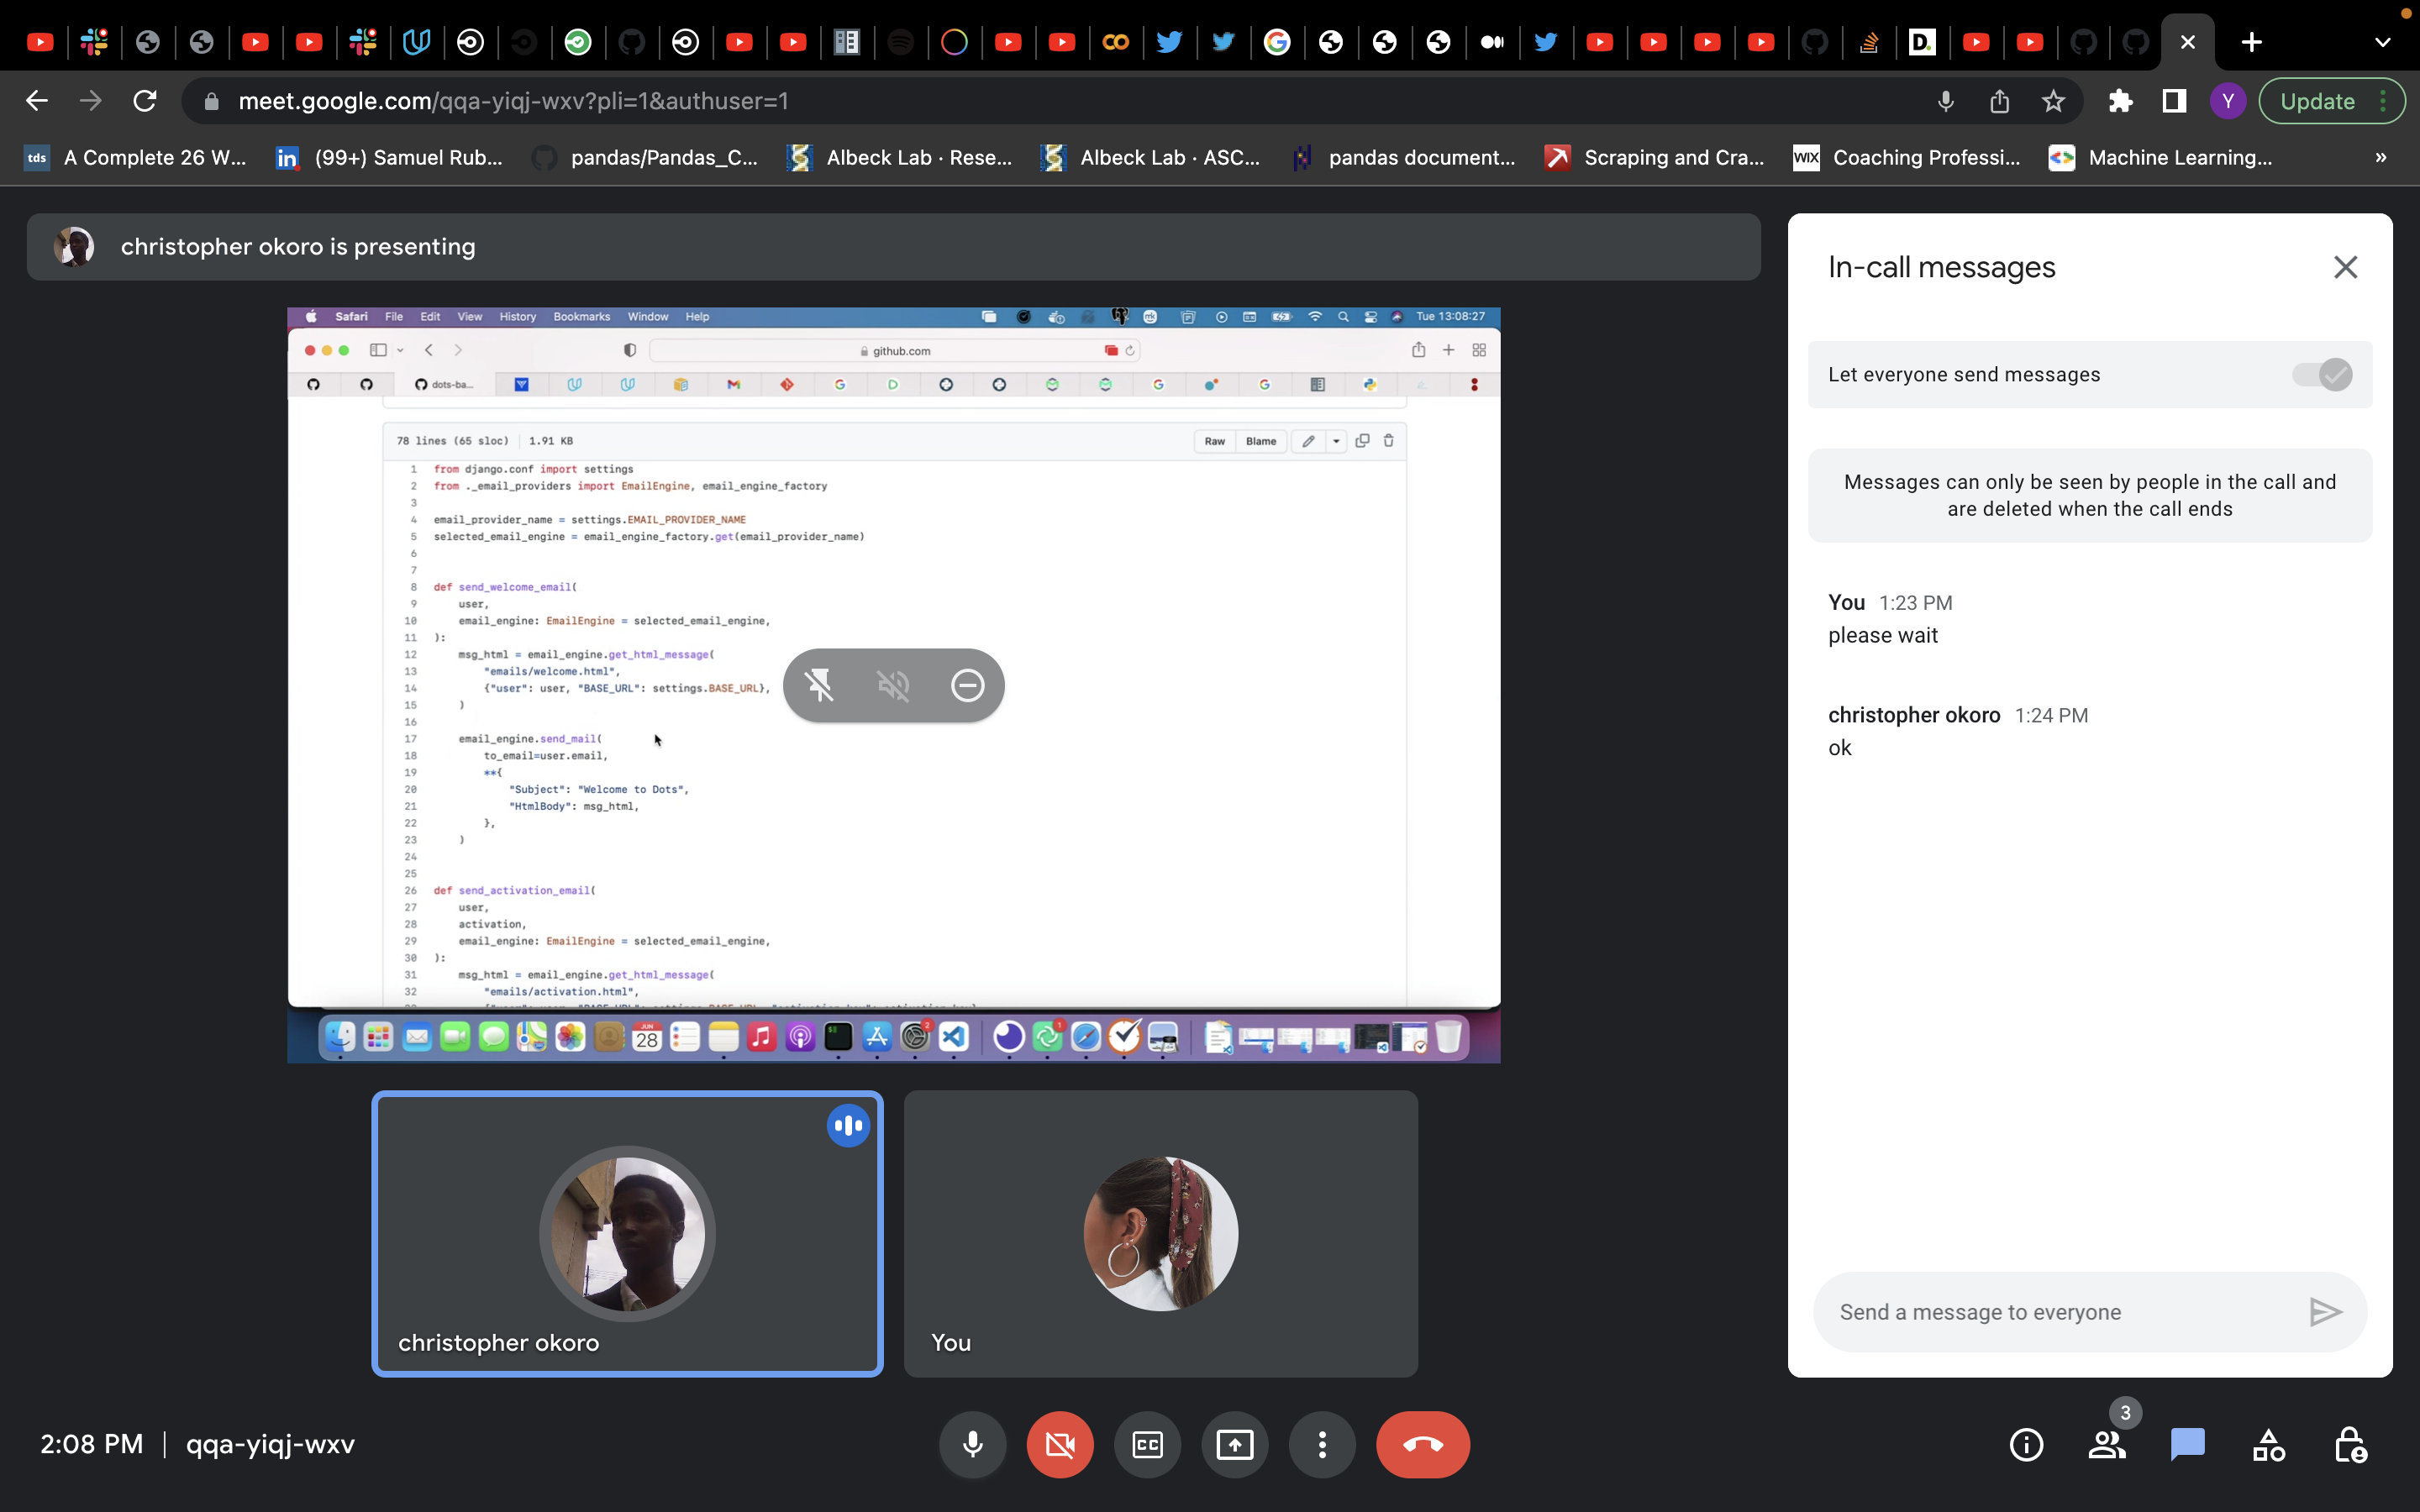 meet.google.com/qqa-yiqj-wxv?pli=1&authuser=1
Y
Update
tds
A Complete 26 W...
in
(99+) Samuel Rub...
pandas/Pandas_C...
Albeck Lab · Rese...
Albeck Lab · ASC...
pandas document...
Scraping and Cra...
WIX
Coaching Professi...
Machine Learning...
»
christopher okoro is presenting
Safari File Edit View History Bookmarks Window Help
Tue 13:08:27
github.com
dots-ba...
78 lines (65 sloc) 1.91 KB
Raw Blame
1 from django.conf import settings
2 from ._email_providers import EmailEngine, email_engine_factory
3
4 email_provider_name = settings.EMAIL_PROVIDER_NAME
5 selected_email_engine = email_engine_factory.get(email_provider_name)
6
7
8 def send_welcome_email(
9 user,
10 email_engine: EmailEngine = selected_email_engine,
11 ):
12 msg_html = email_engine.get_html_message(
13 "emails/welcome.html",
14 {"user": user, "BASE_URL": settings.BASE_URL},
15 )
16
17 email_engine.send_mail(
18 to_email=user.email,
19 **{
20 "Subject": "Welcome to Dots",
21 "HtmlBody": msg_html,
22 },
23 )
24
25
26 def send_activation_email(
27 user,
28 activation,
29 email_engine: EmailEngine = selected_email_engine,
30 ):
31 msg_html = email_engine.get_html_message(
32 "emails/activation.html",
JUN
28
christopher okoro
You
In-call messages
Let everyone send messages
Messages can only be seen by people in the call and
are deleted when the call ends
You 1:23 PM
please wait
christopher okoro 1:24 PM
ok
Send a message to everyone
2:08 PM | qqa-yiqj-wxv
CC
3